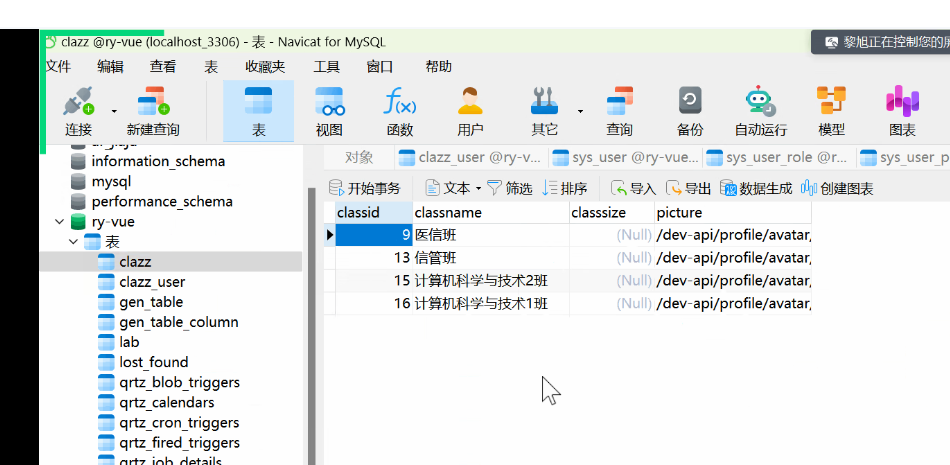 clazz @ry-vue (localhost_3306) - 表 - Navicat for MySQL
黎旭正在控制您的屏
文件 编辑 查看 表 收藏夹 工具 窗口 帮助
连接 新建查询 表 视图 函数 用户 其它 查询 备份 自动运行 模型 图表
对象 clazz_user @ry-v... sys_user @ry-vue... sys_user_role @r... sys_user_p
information_schema
mysql
performance_schema
ry-vue
表
clazz
clazz_user
gen_table
gen_table_column
lab
lost_found
qrtz_blob_triggers
qrtz_calendars
qrtz_cron_triggers
qrtz_fired_triggers
qrtz_job_details
开始事务 文本 筛选 排序 导入 导出 数据生成 创建图表
classid classname classsize picture
9 医信班 (Null) /dev-api/profile/avatar,
13 信管班 (Null) /dev-api/profile/avatar,
15 计算机科学与技术2班 (Null) /dev-api/profile/avatar,
16 计算机科学与技术1班 (Null) /dev-api/profile/avatar,